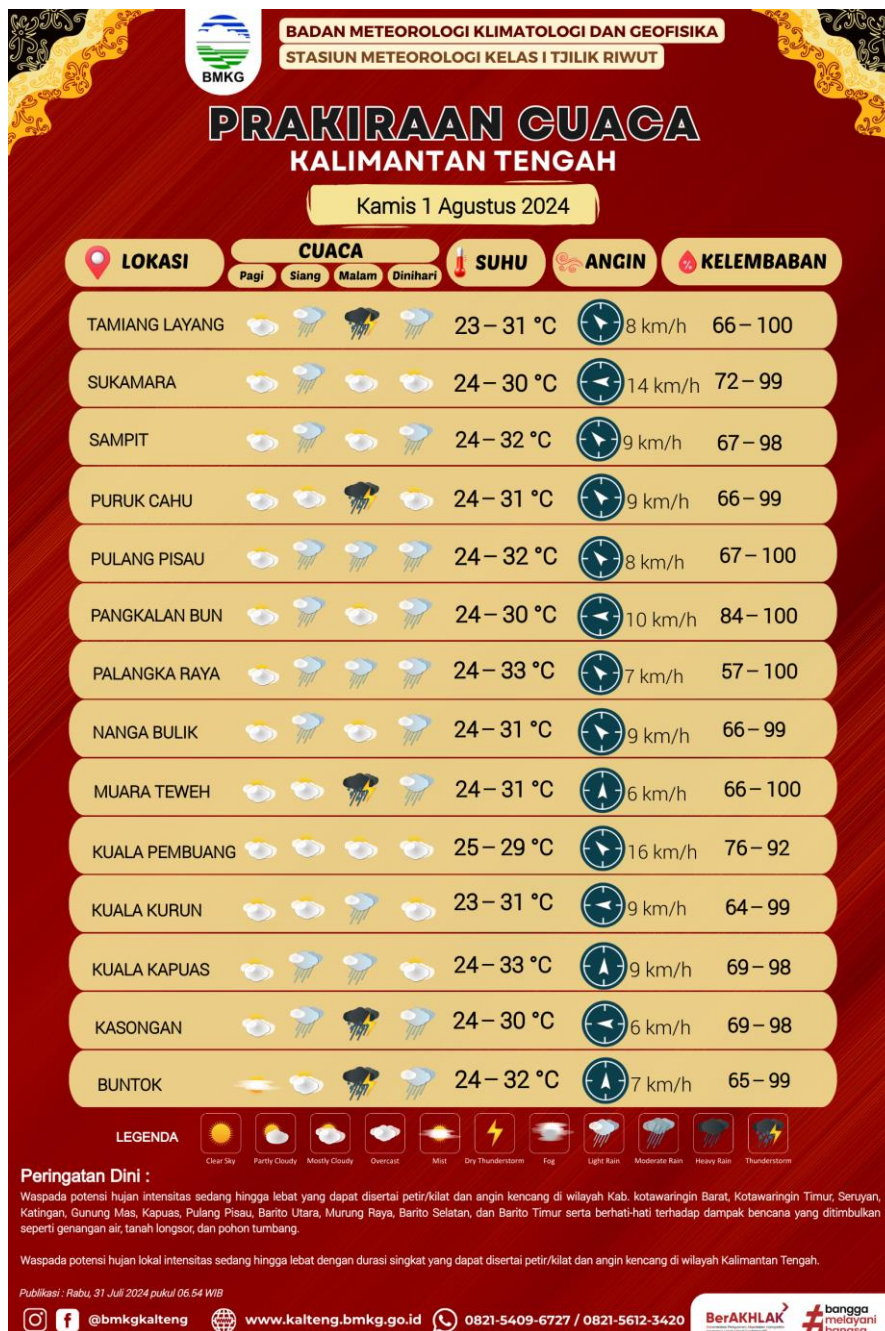 BMKG
BADAN METEOROLOGI KLIMATOLOGI DAN GEOFISIKA
STASIUN METEOROLOGI KELAS I TJILIK RIWUT
PRAKIRAAN CUACA
KALIMANTAN TENGAH
Kamis 1 Agustus 2024
LOKASI CUACA SUHU ANGIN % KELEMBABAN
Pagi Siang Malam Dinihari
TAMIANG LAYANG 23 – 31 °C 8 km/h 66 – 100
SUKAMARA 24 – 30 °C 14 km/h 72 – 99
SAMPIT 24 – 32 °C 9 km/h 67 – 98
PURUK CAHU 24 – 31 °C 9 km/h 66 – 99
PULANG PISAU 24 – 32 °C 8 km/h 67 – 100
PANGKALAN BUN 24 – 30 °C 10 km/h 84 – 100
PALANGKA RAYA 24 – 33 °C 7 km/h 57 – 100
NANGA BULIK 24 – 31 °C 9 km/h 66 – 99
MUARA TEWEH 24 – 31 °C 6 km/h 66 – 100
KUALA PEMBUANG 25 – 29 °C 16 km/h 76 – 92
KUALA KURUN 23 – 31 °C 9 km/h 64 – 99
KUALA KAPUAS 24 – 33 °C 9 km/h 69 – 98
KASONGAN 24 – 30 °C 6 km/h 69 – 98
BUNTOK 24 – 32 °C 7 km/h 65 – 99
LEGENDA
Clear Sky Partly Cloudy Mostly Cloudy Overcast Mist Dry Thunderstorm Fog Light Rain Moderate Rain Heavy Rain Thunderstorm
Peringatan Dini :
Waspada potensi hujan intensitas sedang hingga lebat yang dapat disertai petir/kilat dan angin kencang di wilayah Kab. kotawaringin Barat, Kotawaringin Timur, Seruyan,
Katingan, Gunung Mas, Kapuas, Pulang Pisau, Barito Utara, Murung Raya, Barito Selatan, dan Barito Timur serta berhati-hati terhadap dampak bencana yang ditimbulkan
seperti genangan air, tanah longsor, dan pohon tumbang.
Waspada potensi hujan lokal intensitas sedang hingga lebat dengan durasi singkat yang dapat disertai petir/kilat dan angin kencang di wilayah Kalimantan Tengah.
Publikasi : Rabu, 31 Juli 2024 pukul 06.54 WIB
@bmkgkalteng www.kalteng.bmkg.go.id 0821-5409-6727 / 0821-5612-3420
BerAKHLAK
#bangga
melayani
bangsa